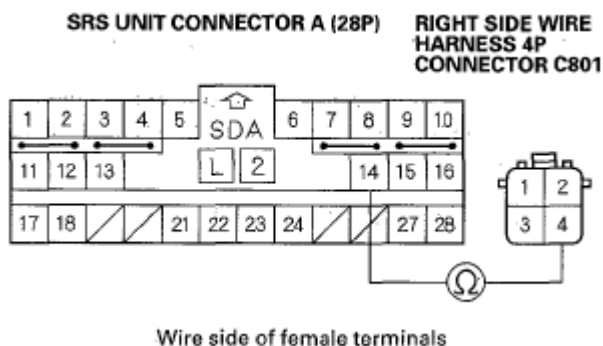 SRS UNIT CONNECTOR A (28P)
RIGHT SIDE WIRE
HARNESS 4P
CONNECTOR C801
1 2 3 4 5 SDA 6 7 8 9 10
11 12 13 L 2 14 15 16
17 18 21 22 23 24 27 28
1 2
3 4
Ω
Wire side of female terminals